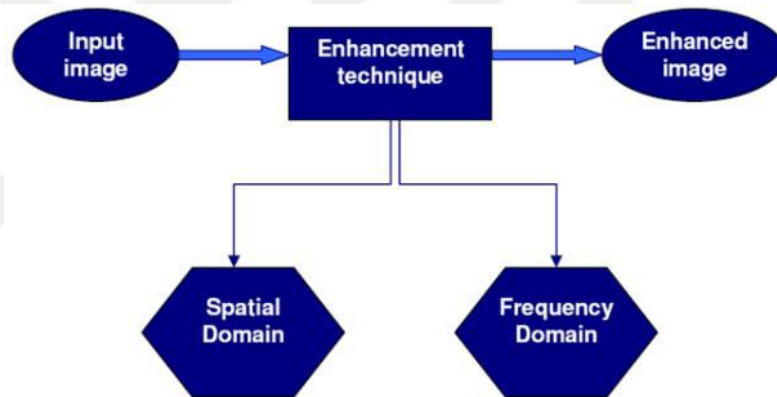 Input
image
Enhancement
technique
Enhanced
image
Spatial
Domain
Frequency
Domain